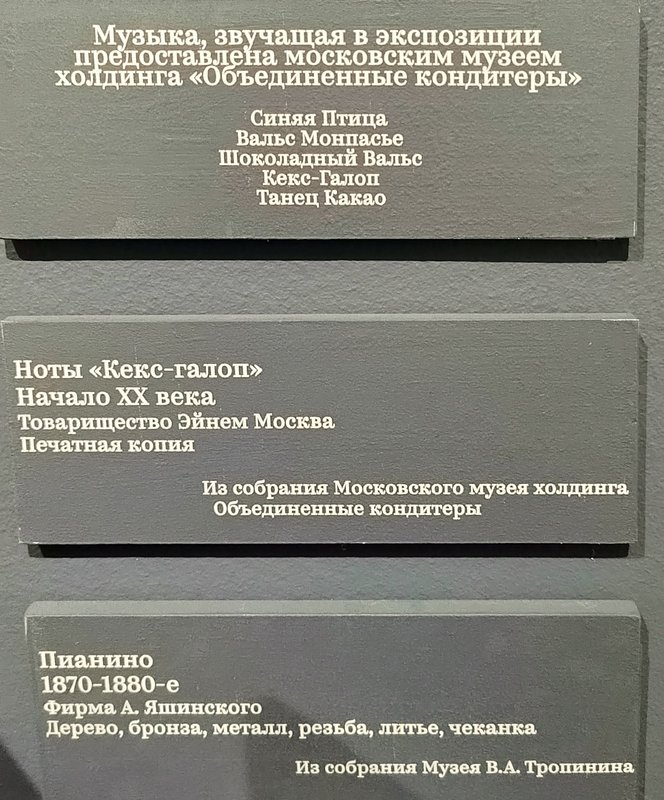 Музыка, звучащая в экспозиции
предоставлена московским музеем
холдинга «Объединенные кондитеры»
Синяя Птица
Вальс Монпасье
Шоколадный Вальс
Кекс-Галоп
Танец Какао
Ноты «Кекс-галоп»
Начало XX века
Товарищество Эйнем Москва
Печатная копия
Из собрания Московского музея холдинга
Объединенные кондитеры
Пианино
1870-1880-е
Фирма А. Яшинского
Дерево, бронза, металл, резьба, литье, чеканка
Из собрания Музея В.А. Тропинина